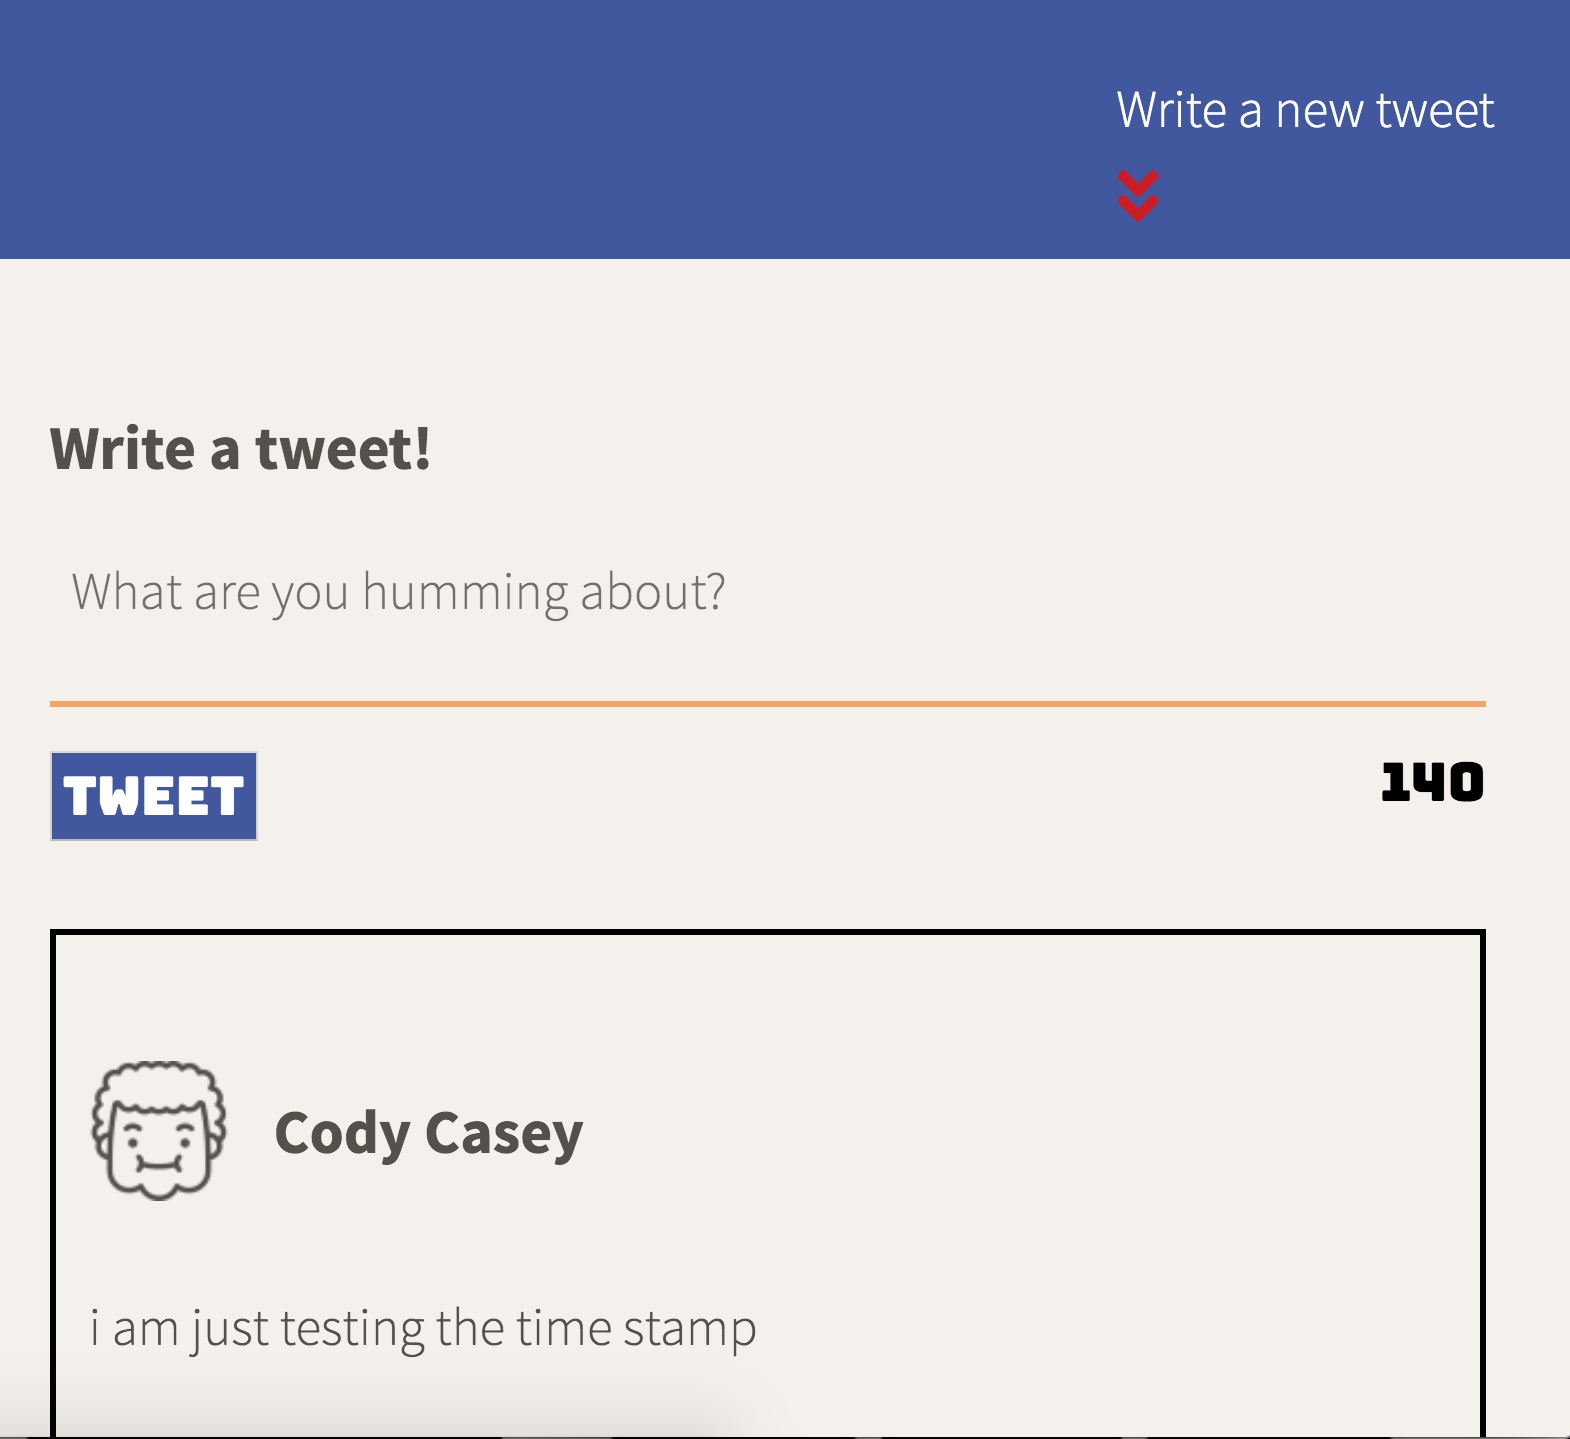 Write a new tweet
Write a tweet!
What are you humming about?
TWEET
140
Cody Casey
i am just testing the time stamp